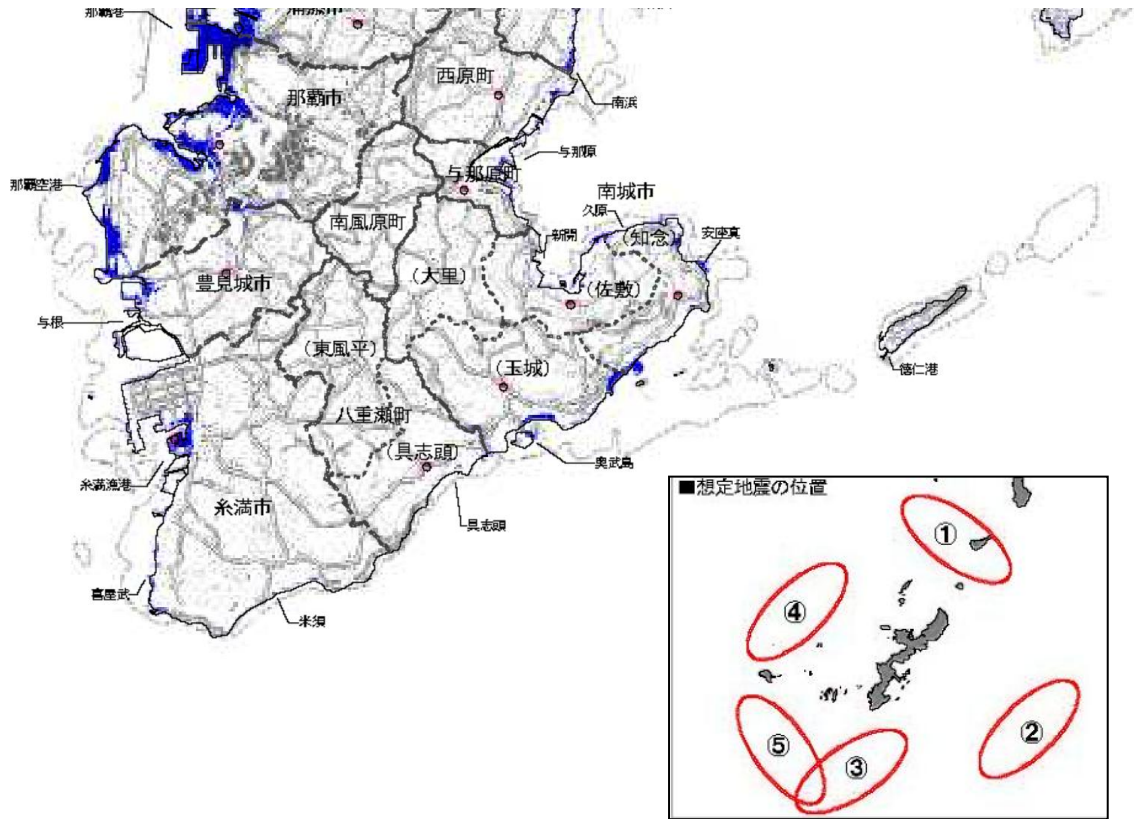 那覇港
浦添市
西原町
那覇市
南浜
与那原
与那原町
那覇空港
南城市
久原
南風原町
新開
(知念)
安座真
(大里)
豊見城市
(佐敷)
与根
(東風平)
(玉城)
徳仁港
八重瀬町
(具志頭)
奥武島
糸満漁港
糸満市
具志頭
喜屋武
米須
■想定地震の位置
①
④
②
⑤
③